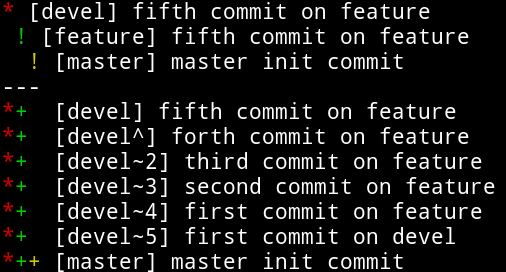 * [devel] fifth commit on feature
 ! [feature] fifth commit on feature
  ! [master] master init commit
---
*+  [devel] fifth commit on feature
*+  [devel^] forth commit on feature
*+  [devel~2] third commit on feature
*+  [devel~3] second commit on feature
*+  [devel~4] first commit on feature
*+  [devel~5] first commit on devel
*++ [master] master init commit